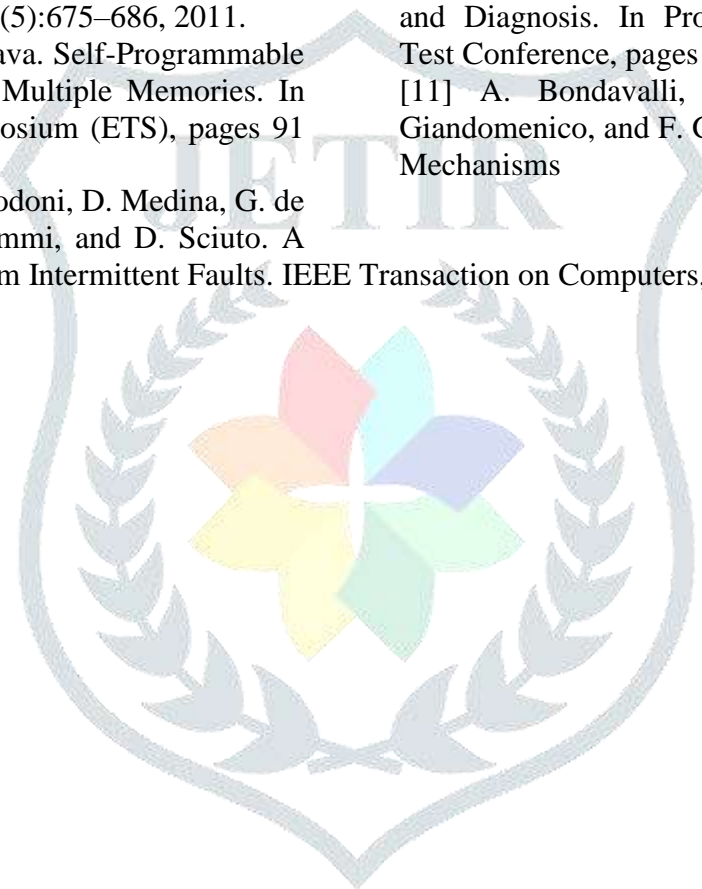 (5):675–686, 2011.
ava. Self-Programmable
Multiple Memories. In
osium (ETS), pages 91
odoni, D. Medina, G. de
mmi, and D. Sciuto. A
m Intermittent Faults. IEEE Transaction on Computers,
and Diagnosis. In Pro
Test Conference, pages
[11] A. Bondavalli,
Giandomenico, and F. G
Mechanisms
JETIR